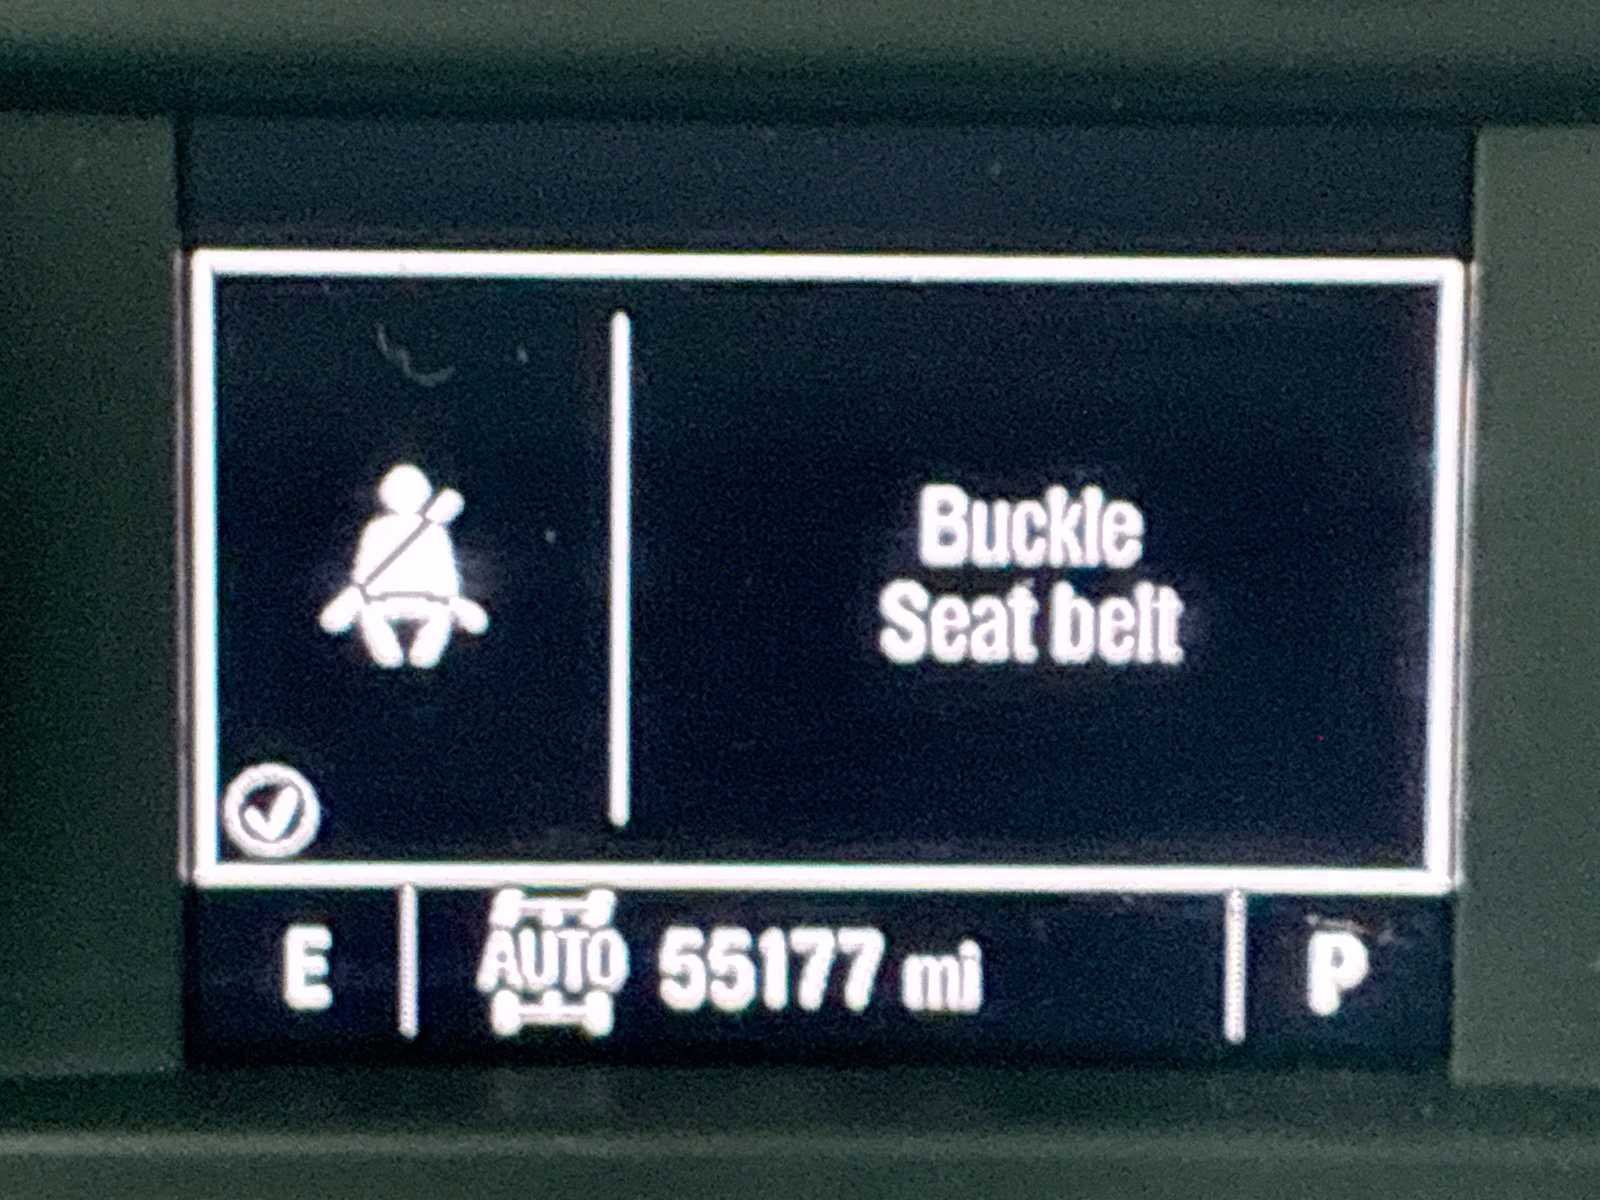 Buckle
Seat belt
E AUTO 55177 mi P